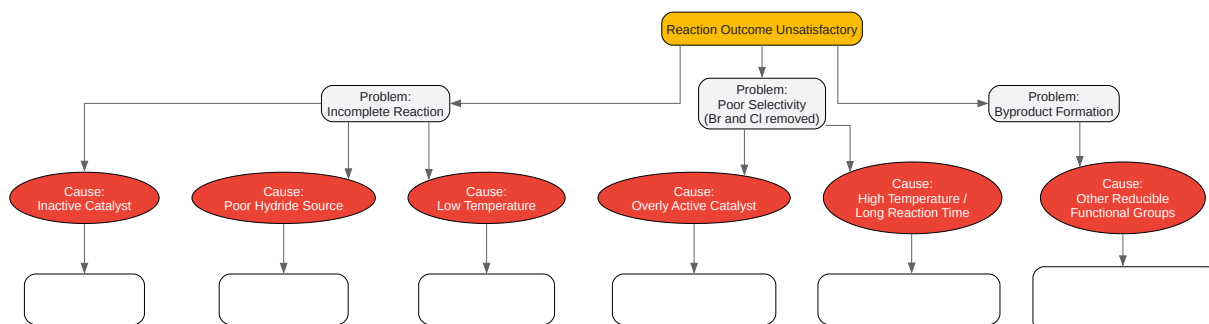 Reaction Outcome Unsatisfactory
Problem:
Incomplete Reaction
Problem:
Poor Selectivity
(Br and Cl removed)
Problem:
Byproduct Formation
Cause:
Inactive Catalyst
Cause:
Poor Hydride Source
Cause:
Low Temperature
Cause:
Overly Active Catalyst
Cause:
High Temperature /
Long Reaction Time
Cause:
Other Reducible
Functional Groups